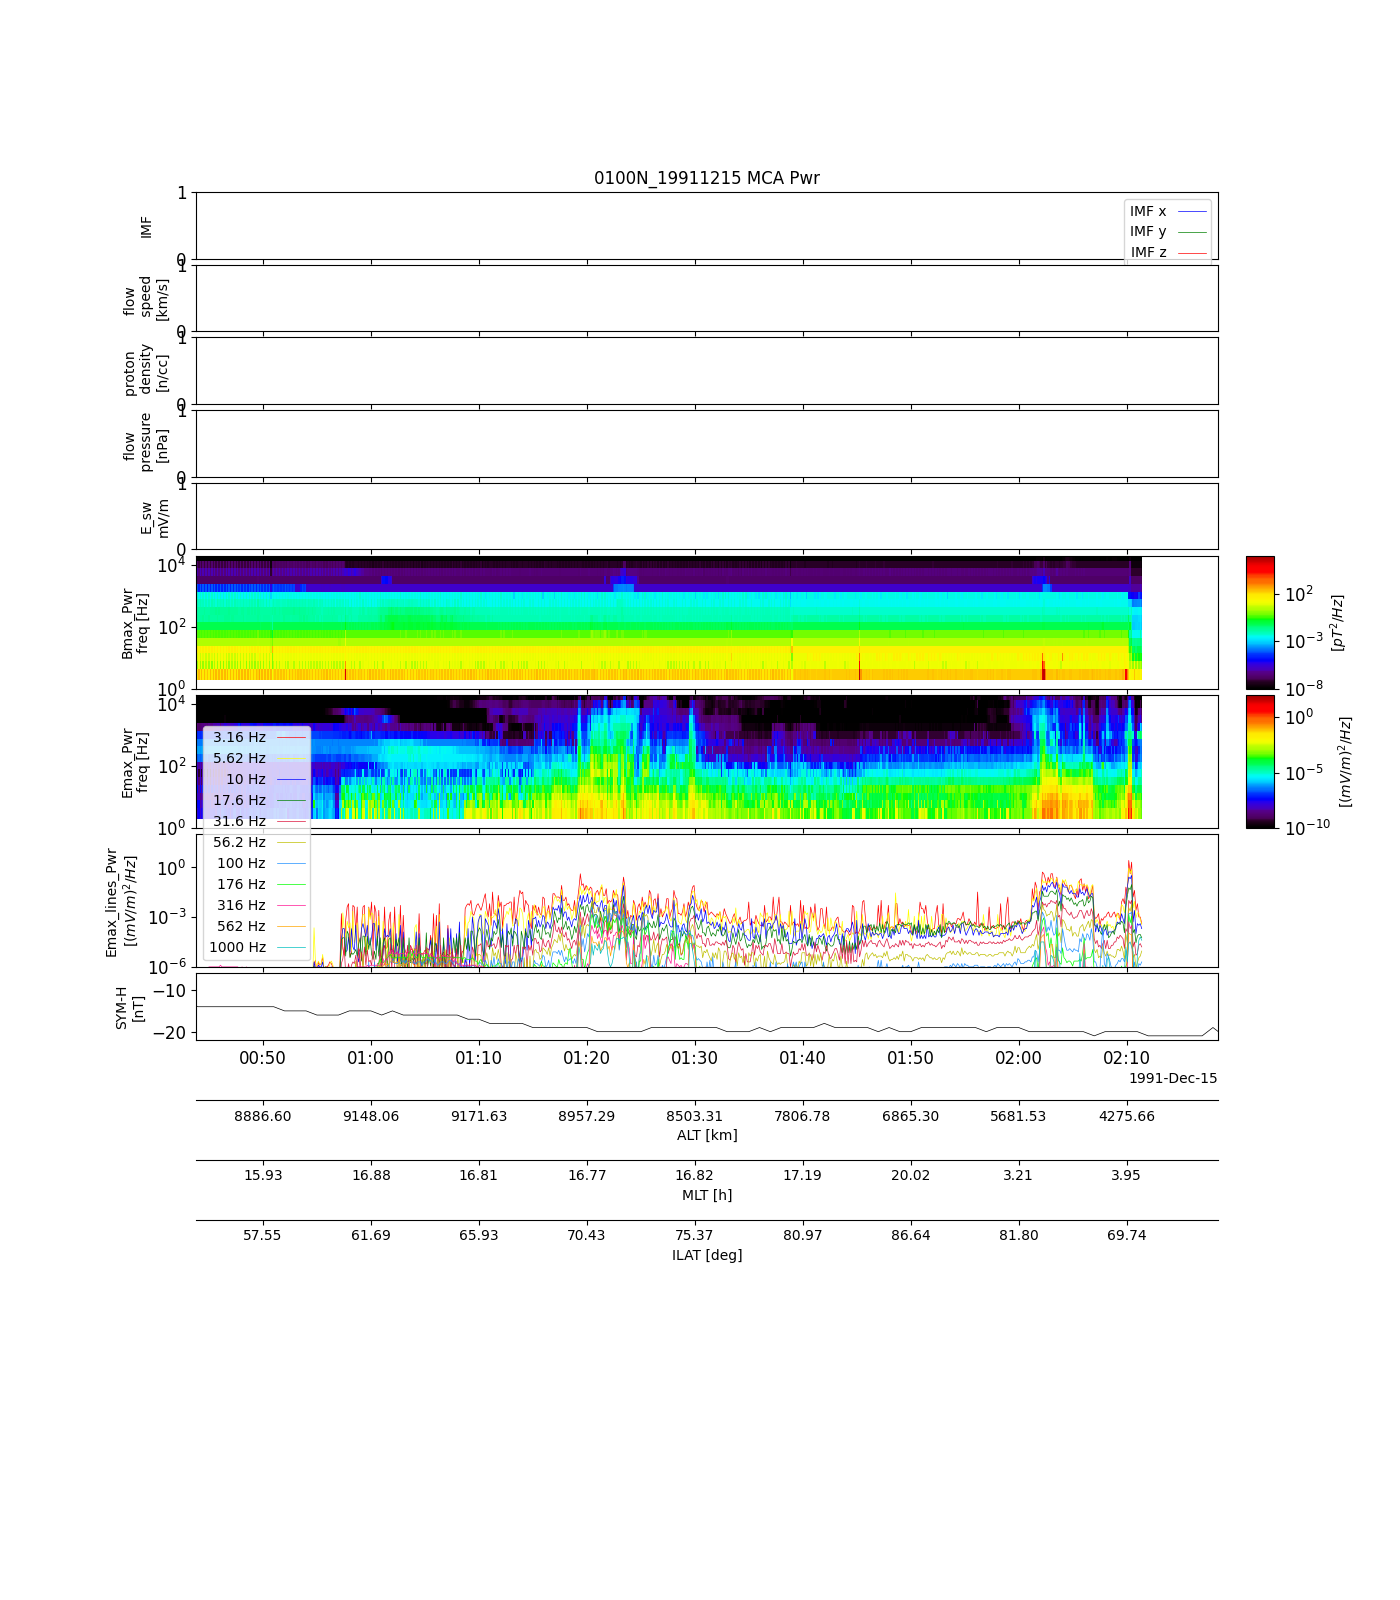 0100N_19911215 MCA Pwr
1
IMF
0
IMF x
IMF y
IMF z
1
flow
speed
[km/s]
0
1
proton
density
[n/cc]
0
1
flow
pressure
[nPa]
0
1
E_sw
mV/m
0
10^4
Bmax_Pwr
freq [Hz]
10^2
10^0
10^2
10^-3
10^-8
[pT^2/Hz]
10^4
Emax_Pwr
freq [Hz]
10^2
10^0
10^0
10^-5
10^-10
[(mV/m)^2/Hz]
3.16 Hz
5.62 Hz
10 Hz
17.6 Hz
31.6 Hz
56.2 Hz
100 Hz
176 Hz
316 Hz
562 Hz
1000 Hz
Emax_lines_Pwr
[(mV/m)^2/Hz]
10^0
10^-3
10^-6
SYM-H
[nT]
−10
−20
00:50 01:00 01:10 01:20 01:30 01:40 01:50 02:00 02:10
1991-Dec-15
8886.60 9148.06 9171.63 8957.29 8503.31 7806.78 6865.30 5681.53 4275.66
ALT [km]
15.93 16.88 16.81 16.77 16.82 17.19 20.02 3.21 3.95
MLT [h]
57.55 61.69 65.93 70.43 75.37 80.97 86.64 81.80 69.74
ILAT [deg]